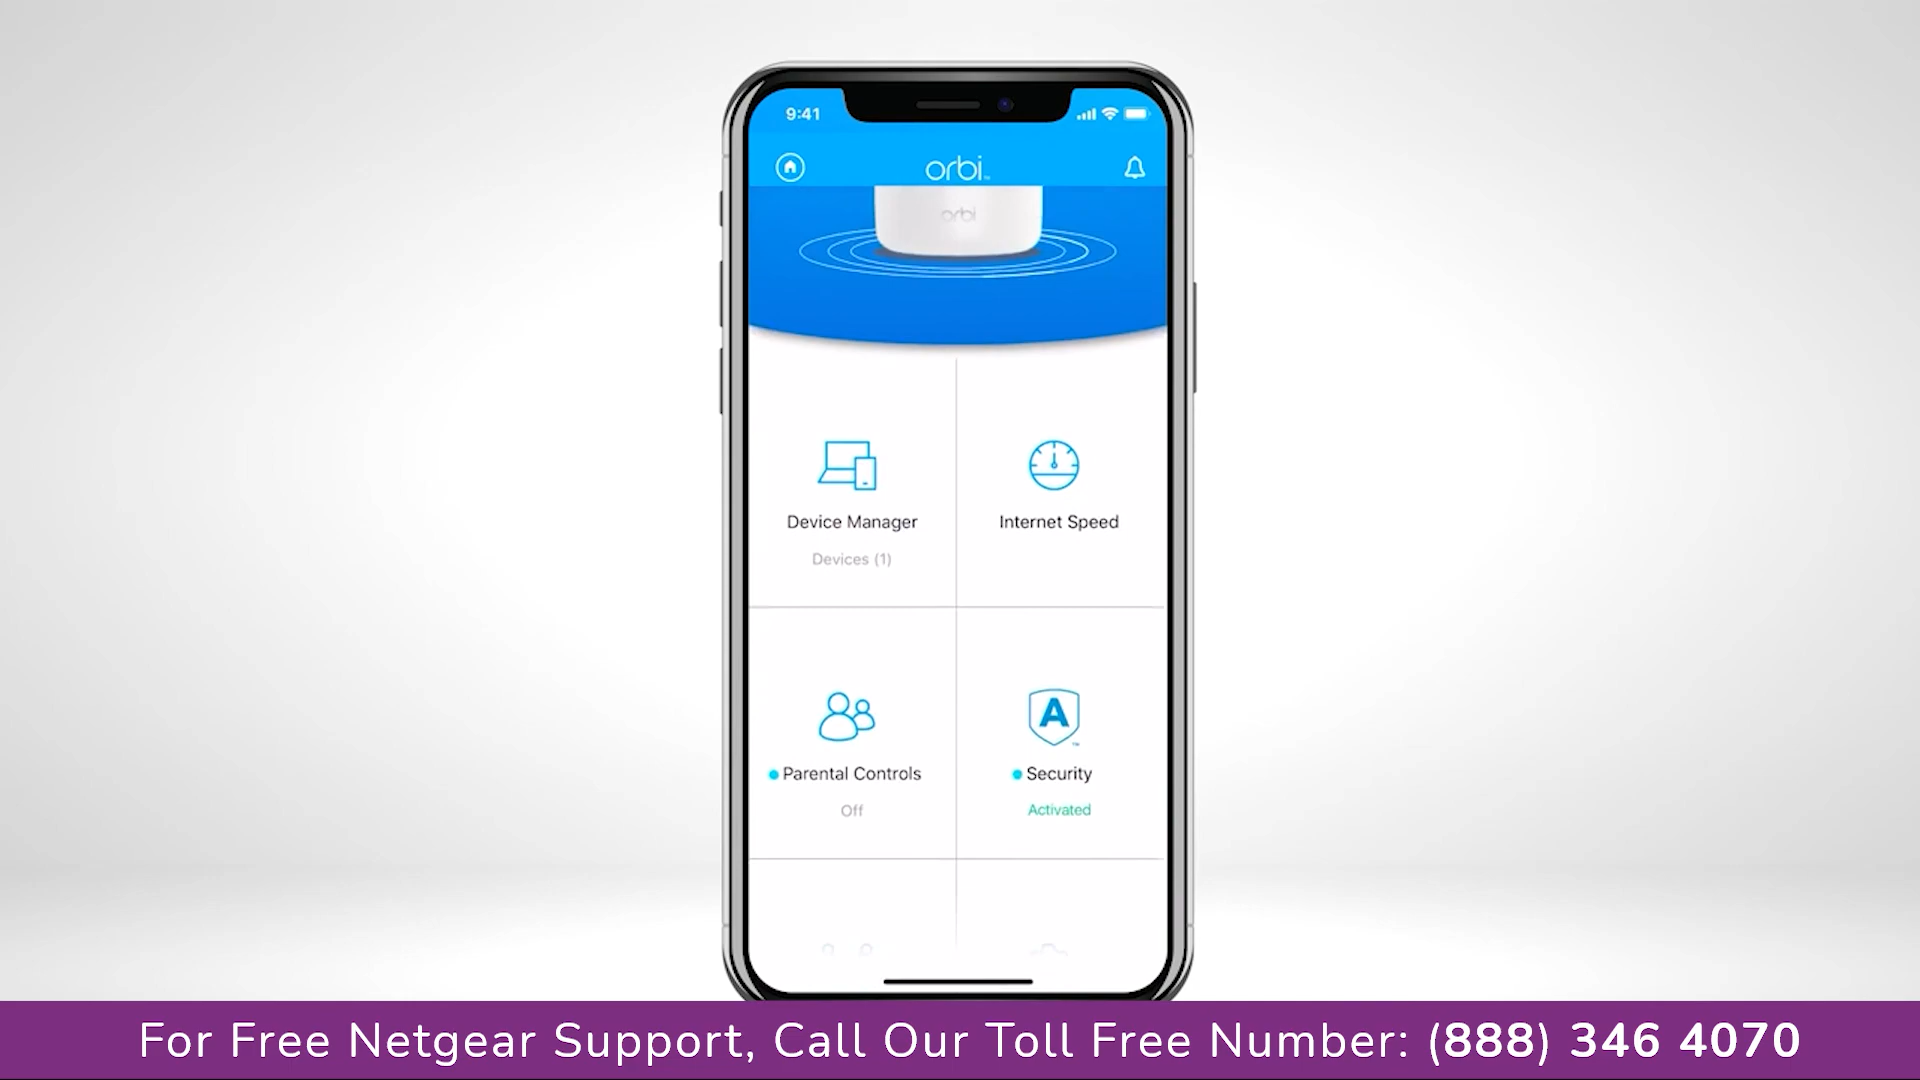 9:41
orbi
orbi
Device Manager
Internet Speed
Devices (1)
Parental Controls
Security
Off
Activated
For Free Netgear Support, Call Our Toll Free Number: (888) 346 4070